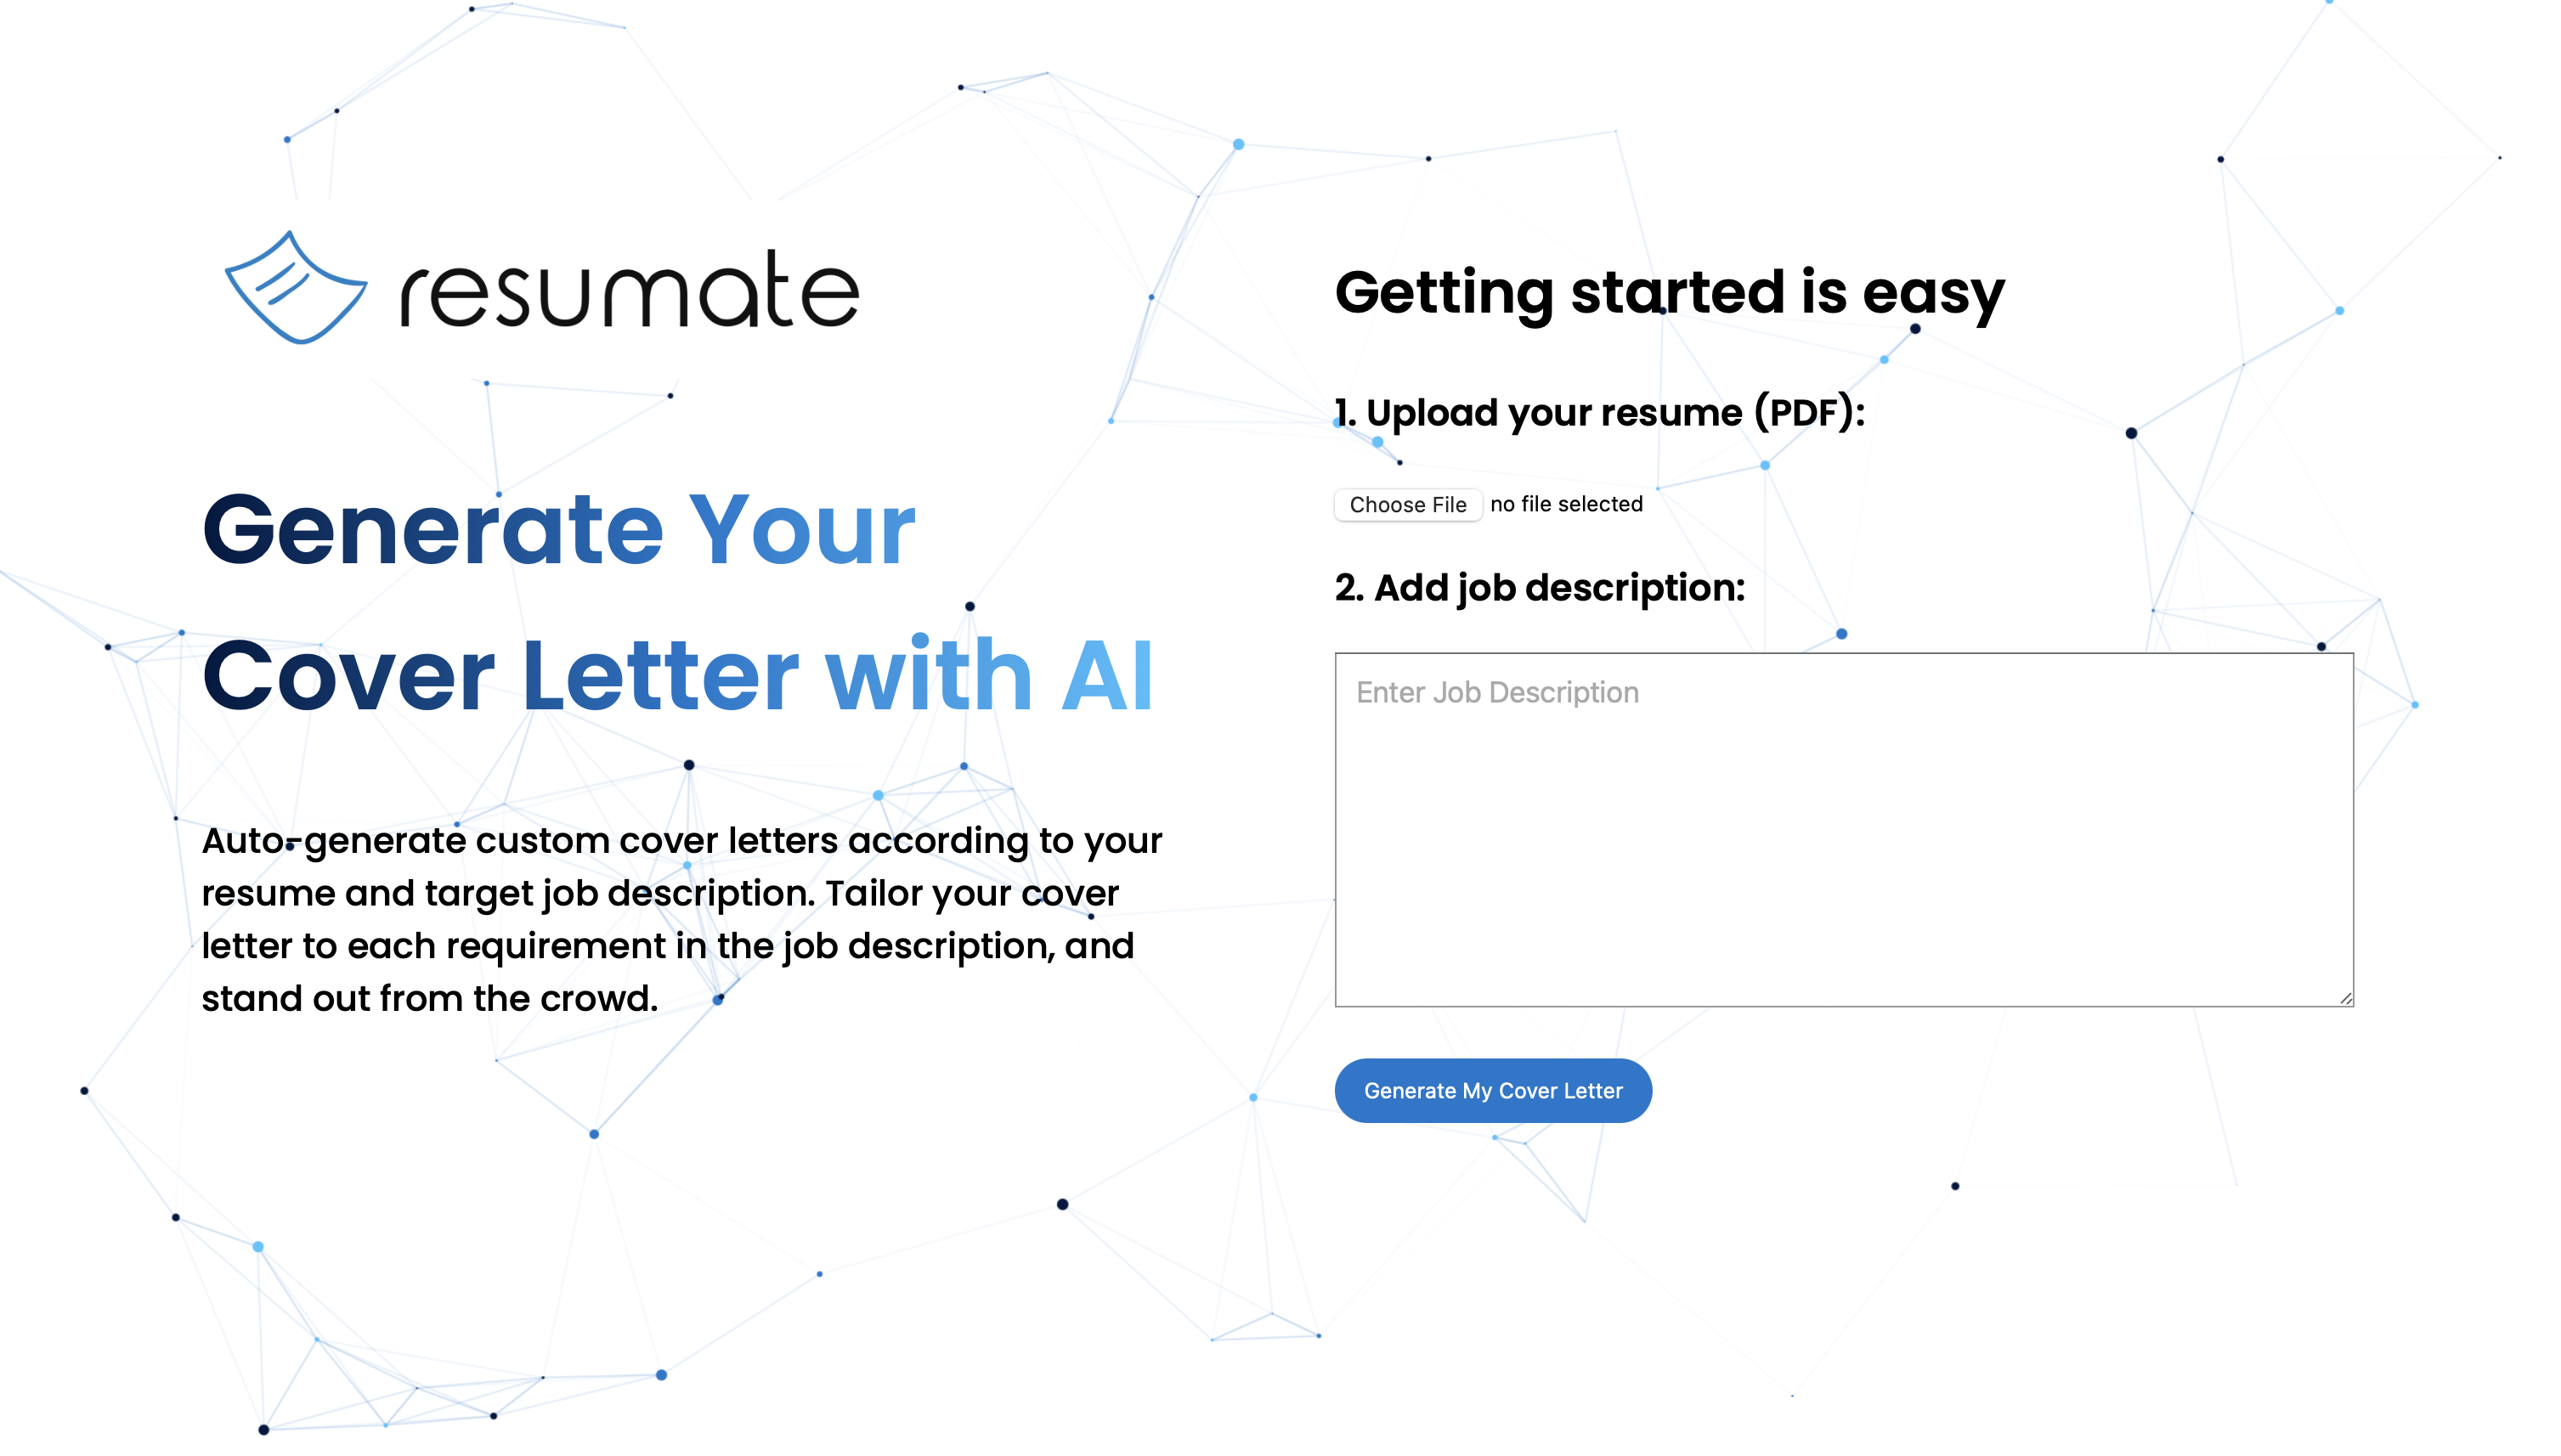 resumate
Generate Your
Cover Letter with AI
Auto-generate custom cover letters according to your
resume and target job description. Tailor your cover
letter to each requirement in the job description, and
stand out from the crowd.
Getting started is easy
1. Upload your resume (PDF):
Choose File no file selected
2. Add job description:
Enter Job Description
Generate My Cover Letter